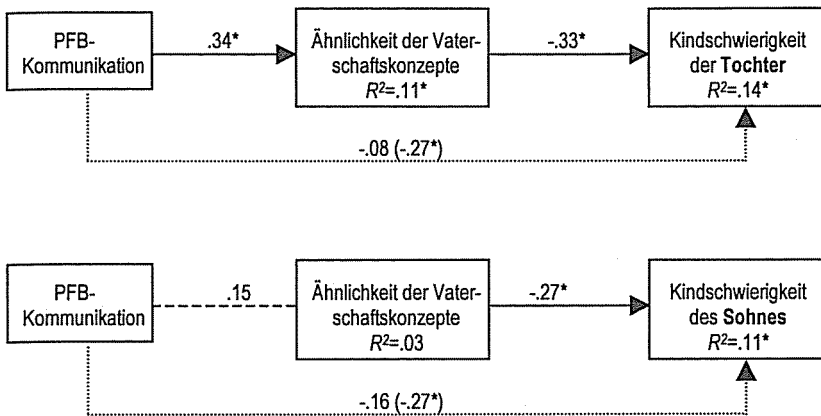 PFB-
Kommunikation
.34*
Ähnlichkeit der Vater-
schaftskonzepte
R²=.11*
-.33*
Kindschwierigkeit
der Tochter
R²=.14*
-.08 (-.27*)
PFB-
Kommunikation
.15
Ähnlichkeit der Vater-
schaftskonzepte
R²=.03
-.27*
Kindschwierigkeit
des Sohnes
R²=.11*
-.16 (-.27*)